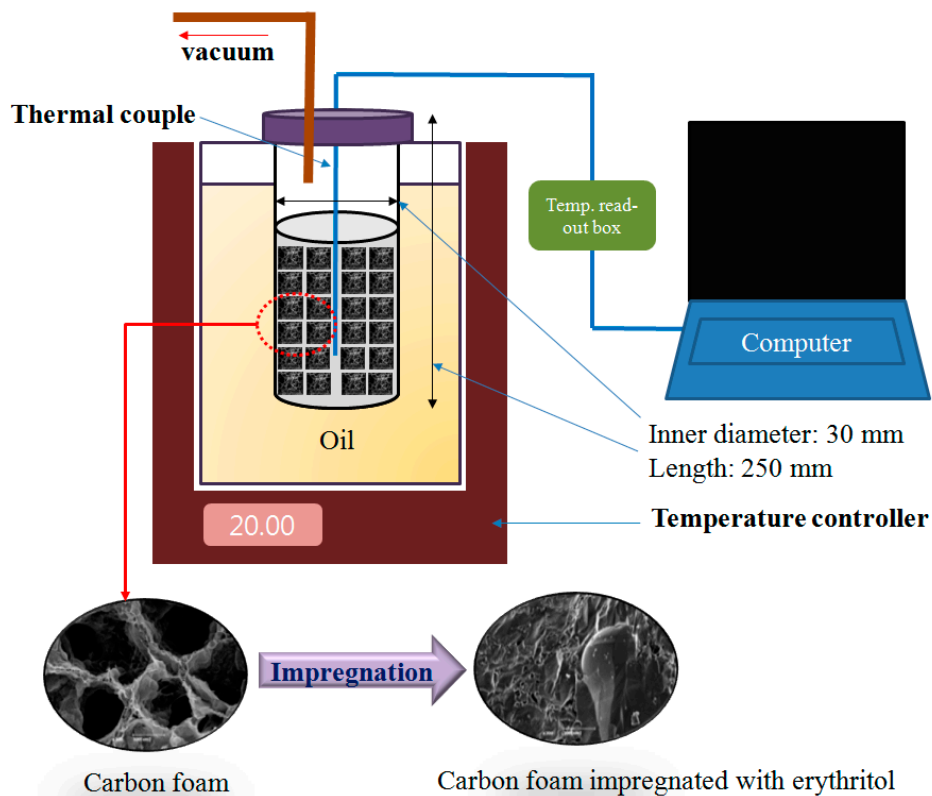 vacuum
Thermal couple
Temp. read-
out box
Computer
Oil
Inner diameter: 30 mm
Length: 250 mm
Temperature controller
20.00
Impregnation
Carbon foam
Carbon foam impregnated with erythritol